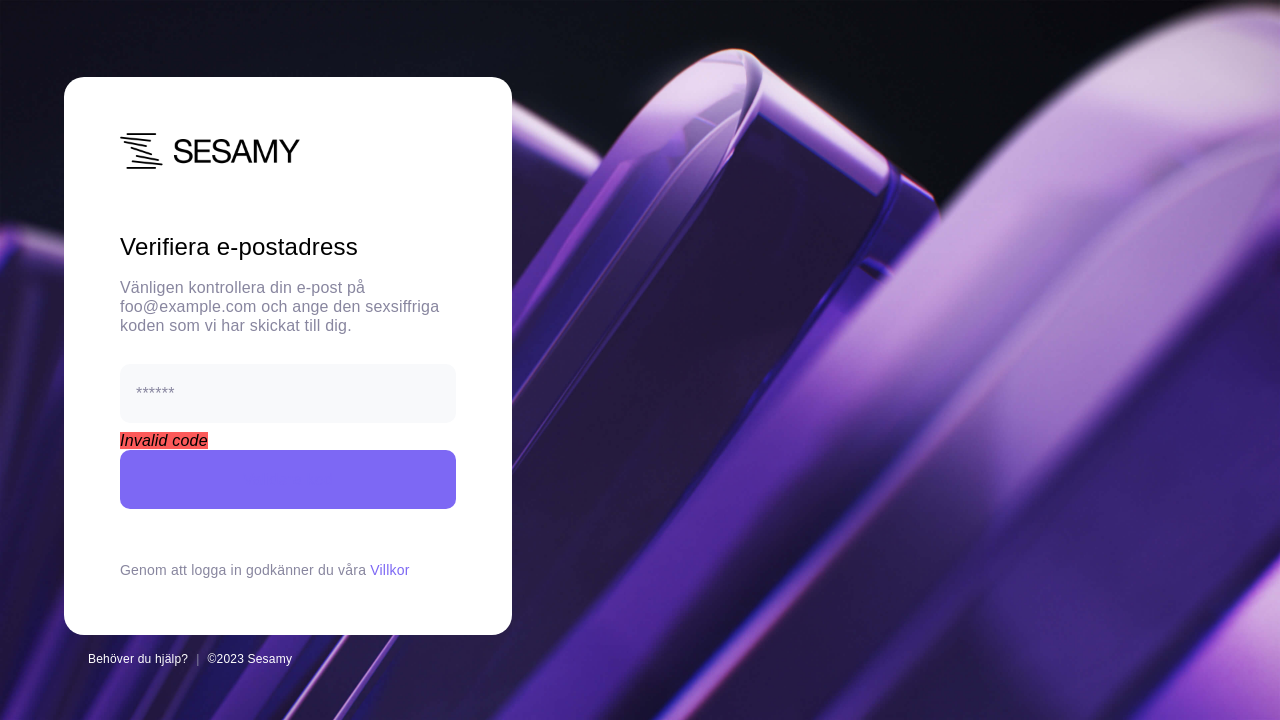 SESAMY
Verifiera e-postadress
Vänligen kontrollera din e-post på
foo@example.com och ange den sexsiffriga
koden som vi har skickat till dig.
******
Invalid code
Genom att logga in godkänner du våra Villkor
Behöver du hjälp? | ©2023 Sesamy